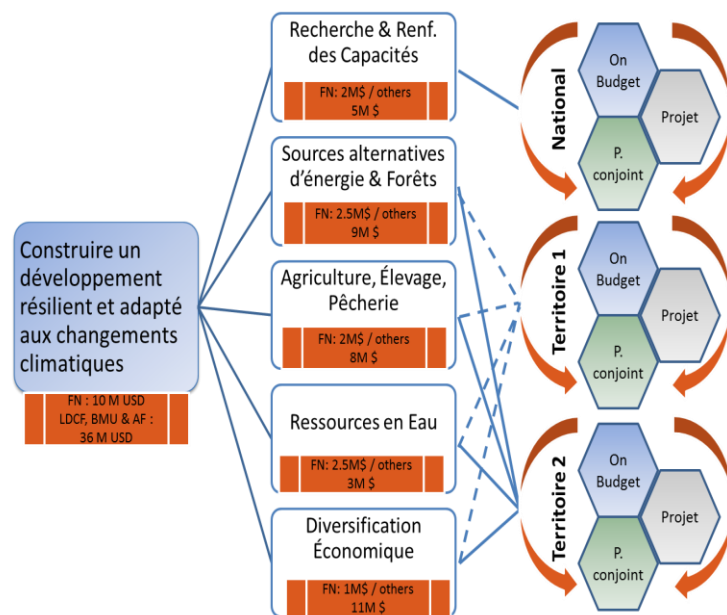 Construire un
développement
résilient et adapté
aux changements
climatiques
FN : 10 M USD
LDCF, BMU & AF :
36 M USD
Recherche & Renf.
des Capacités
FN: 2M$ / others
5M $
Sources alternatives
d'énergie & Forêts
FN: 2.5M$ / others
9M $
Agriculture, Élevage,
Pêcherie
FN: 2M$ / others
8M $
Ressources en Eau
FN: 2.5M$ / others
3M $
Diversification
Économique
FN: 1M$ / others
11M $
National
On
Budget
Projet
P.
conjoint
Territoire 1
On
Budget
Projet
P.
conjoint
Territoire 2
On
Budget
Projet
P.
conjoint